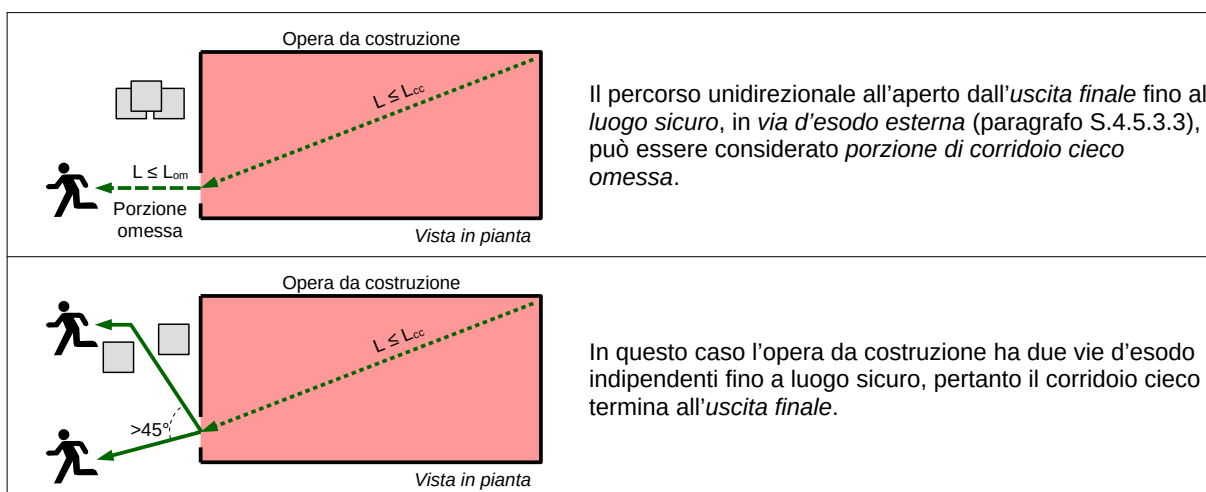 Opera da costruzione
L ≤ Lcc
L ≤ Lom
Porzione
omessa
Vista in pianta
Il percorso unidirezionale all'aperto dall'uscita finale fino al
luogo sicuro, in via d'esodo esterna (paragrafo S.4.5.3.3),
può essere considerato porzione di corridoio cieco
omessa.
Opera da costruzione
L ≤ Lcc
>45°
Vista in pianta
In questo caso l'opera da costruzione ha due vie d'esodo
indipendenti fino a luogo sicuro, pertanto il corridoio cieco
termina all'uscita finale.